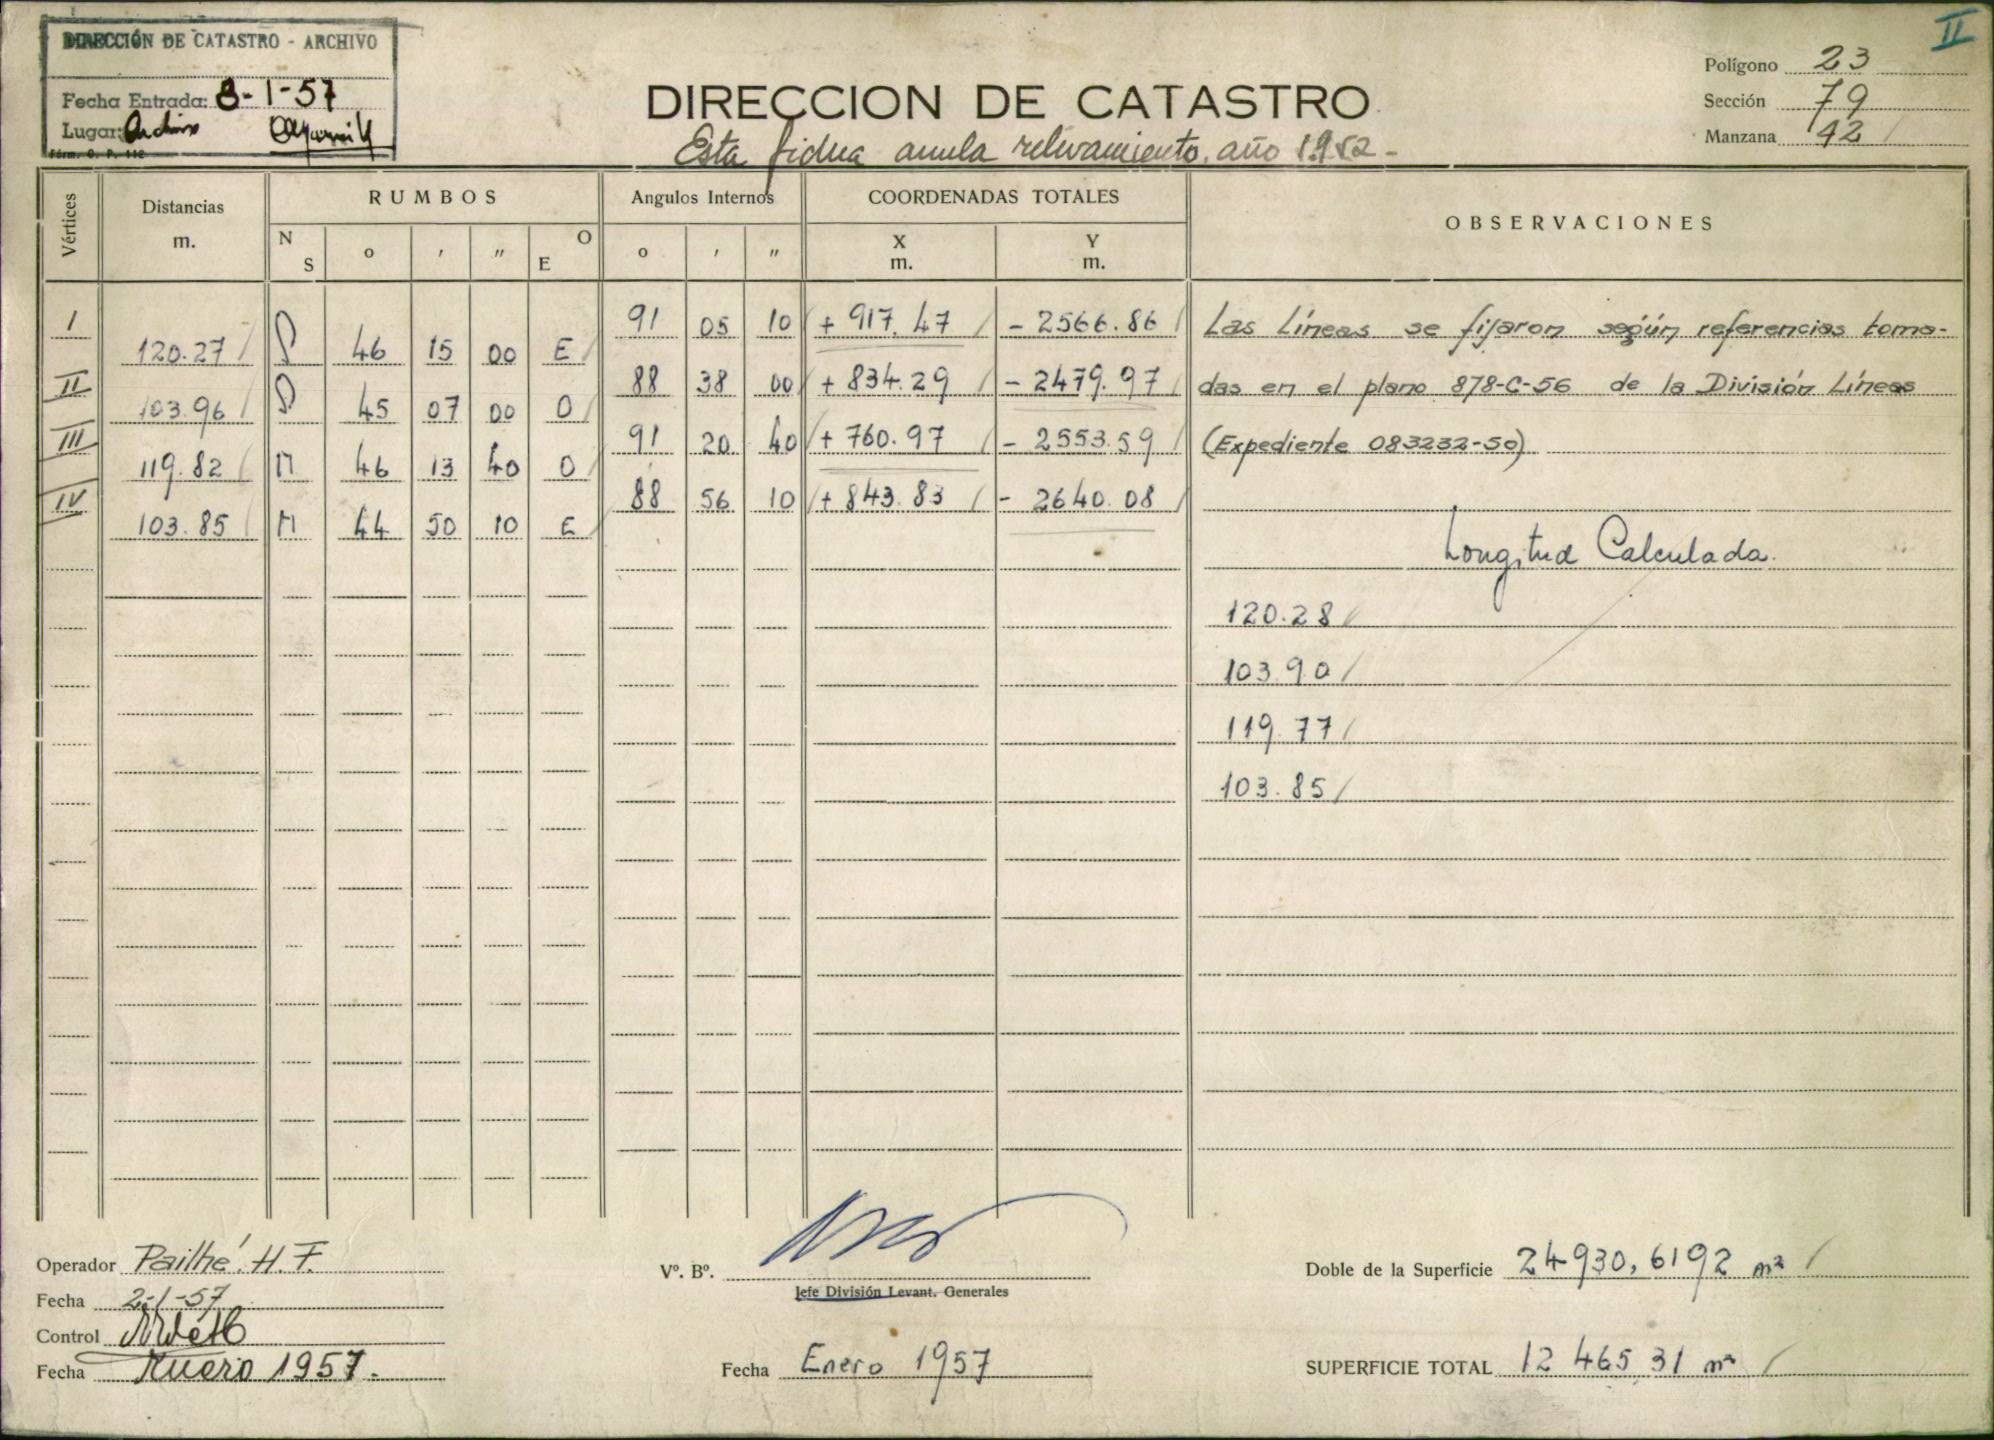 II
DIRECCIÓN DE CATASTRO - ARCHIVO
Fecha Entrada: 8-1-57
Lugar: Archivo
Form. O. P. 112
DIRECCION DE CATASTRO
Esta ficha anula relevamiento, año 1952 -
Polígono 23
Sección 79
Manzana 42
Vértices Distancias m. RUMBOS Angulos Internos COORDENADAS TOTALES OBSERVACIONES
N S ° ' " O E ° ' " X m. Y m.
I 91 05 10 + 917.47 - 2566.86 Las Líneas se fijaron según referencias toma-
120.27 S 46 15 00 E
II 88 38 00 + 834.29 - 2479.97 das en el plano 878-C-56 de la División Líneas
103.96 S 45 07 00 O
III 91 20 40 + 760.97 - 2553.59 (Expediente 083232-50)
119.82 N 46 13 40 O
IV 88 56 10 + 843.83 - 2640.08
103.85 N 44 50 10 E
Longitud Calculada.
120.28
103.90
119.77
103.85
Operador Pailhé. H. F.
Fecha 2-1-57
Control
Fecha Enero 1957.
Vº. Bº.
Jefe División Levant. Generales
Fecha Enero 1957
Doble de la Superficie 24930,6192 m²
SUPERFICIE TOTAL 12 465 31 m²